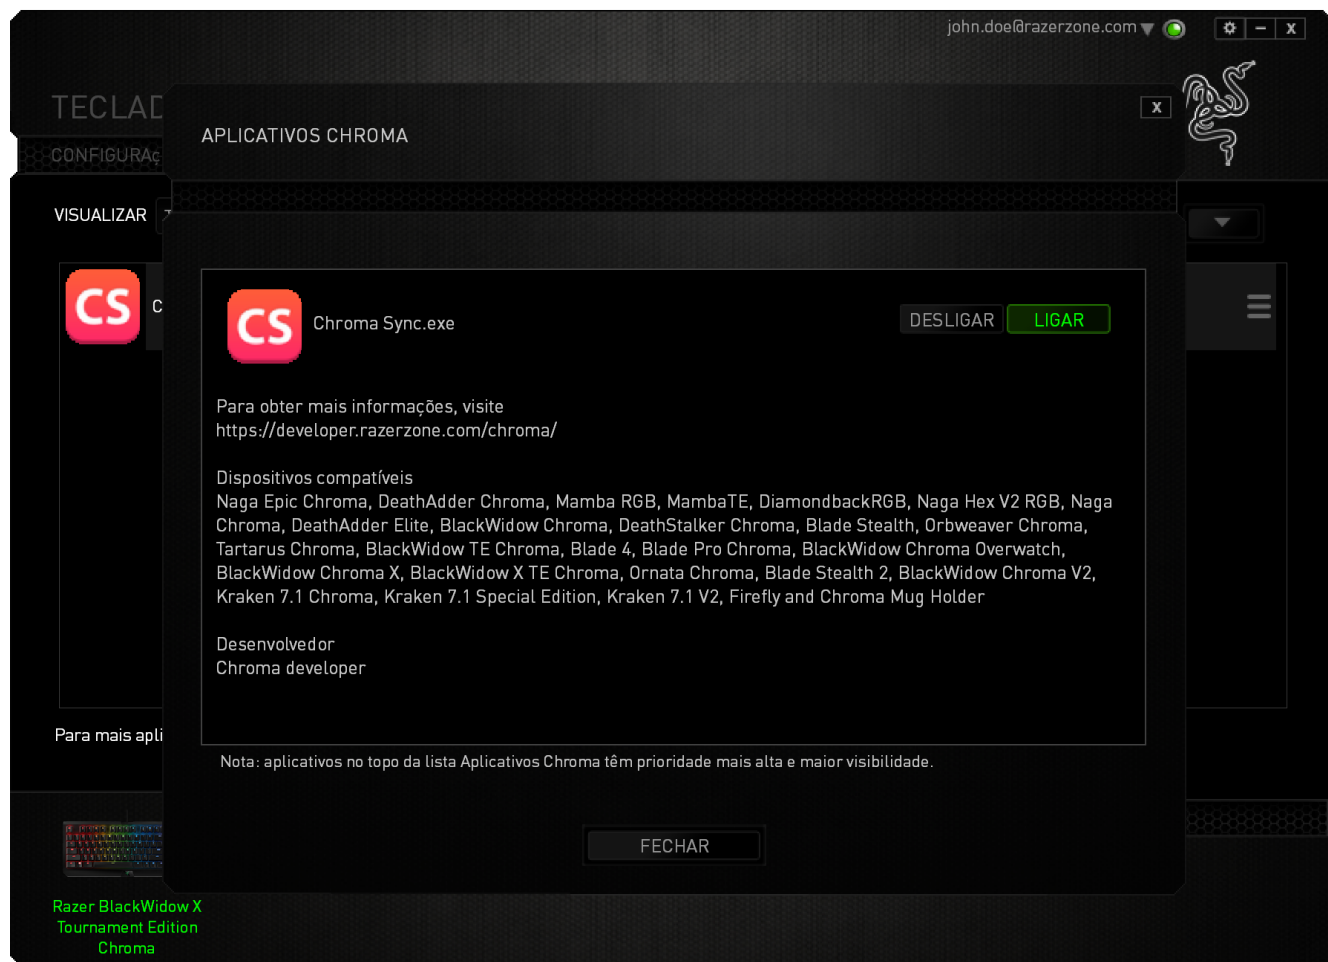 john.doe@razerzone.com
X
TECLAD
X
APLICATIVOS CHROMA
CONFIGURAÇ
VISUALIZAR
CS
C
CS
Chroma Sync.exe
DESLIGAR
LIGAR
Para obter mais informações, visite
https://developer.razerzone.com/chroma/
Dispositivos compatíveis
Naga Epic Chroma, DeathAdder Chroma, Mamba RGB, MambaTE, DiamondbackRGB, Naga Hex V2 RGB, Naga
Chroma, DeathAdder Elite, BlackWidow Chroma, DeathStalker Chroma, Blade Stealth, Orbweaver Chroma,
Tartarus Chroma, BlackWidow TE Chroma, Blade 4, Blade Pro Chroma, BlackWidow Chroma Overwatch,
BlackWidow Chroma X, BlackWidow X TE Chroma, Ornata Chroma, Blade Stealth 2, BlackWidow Chroma V2,
Kraken 7.1 Chroma, Kraken 7.1 Special Edition, Kraken 7.1 V2, Firefly and Chroma Mug Holder
Desenvolvedor
Chroma developer
Para mais apli
Nota: aplicativos no topo da lista Aplicativos Chroma têm prioridade mais alta e maior visibilidade.
FECHAR
Razer BlackWidow X
Tournament Edition
Chroma